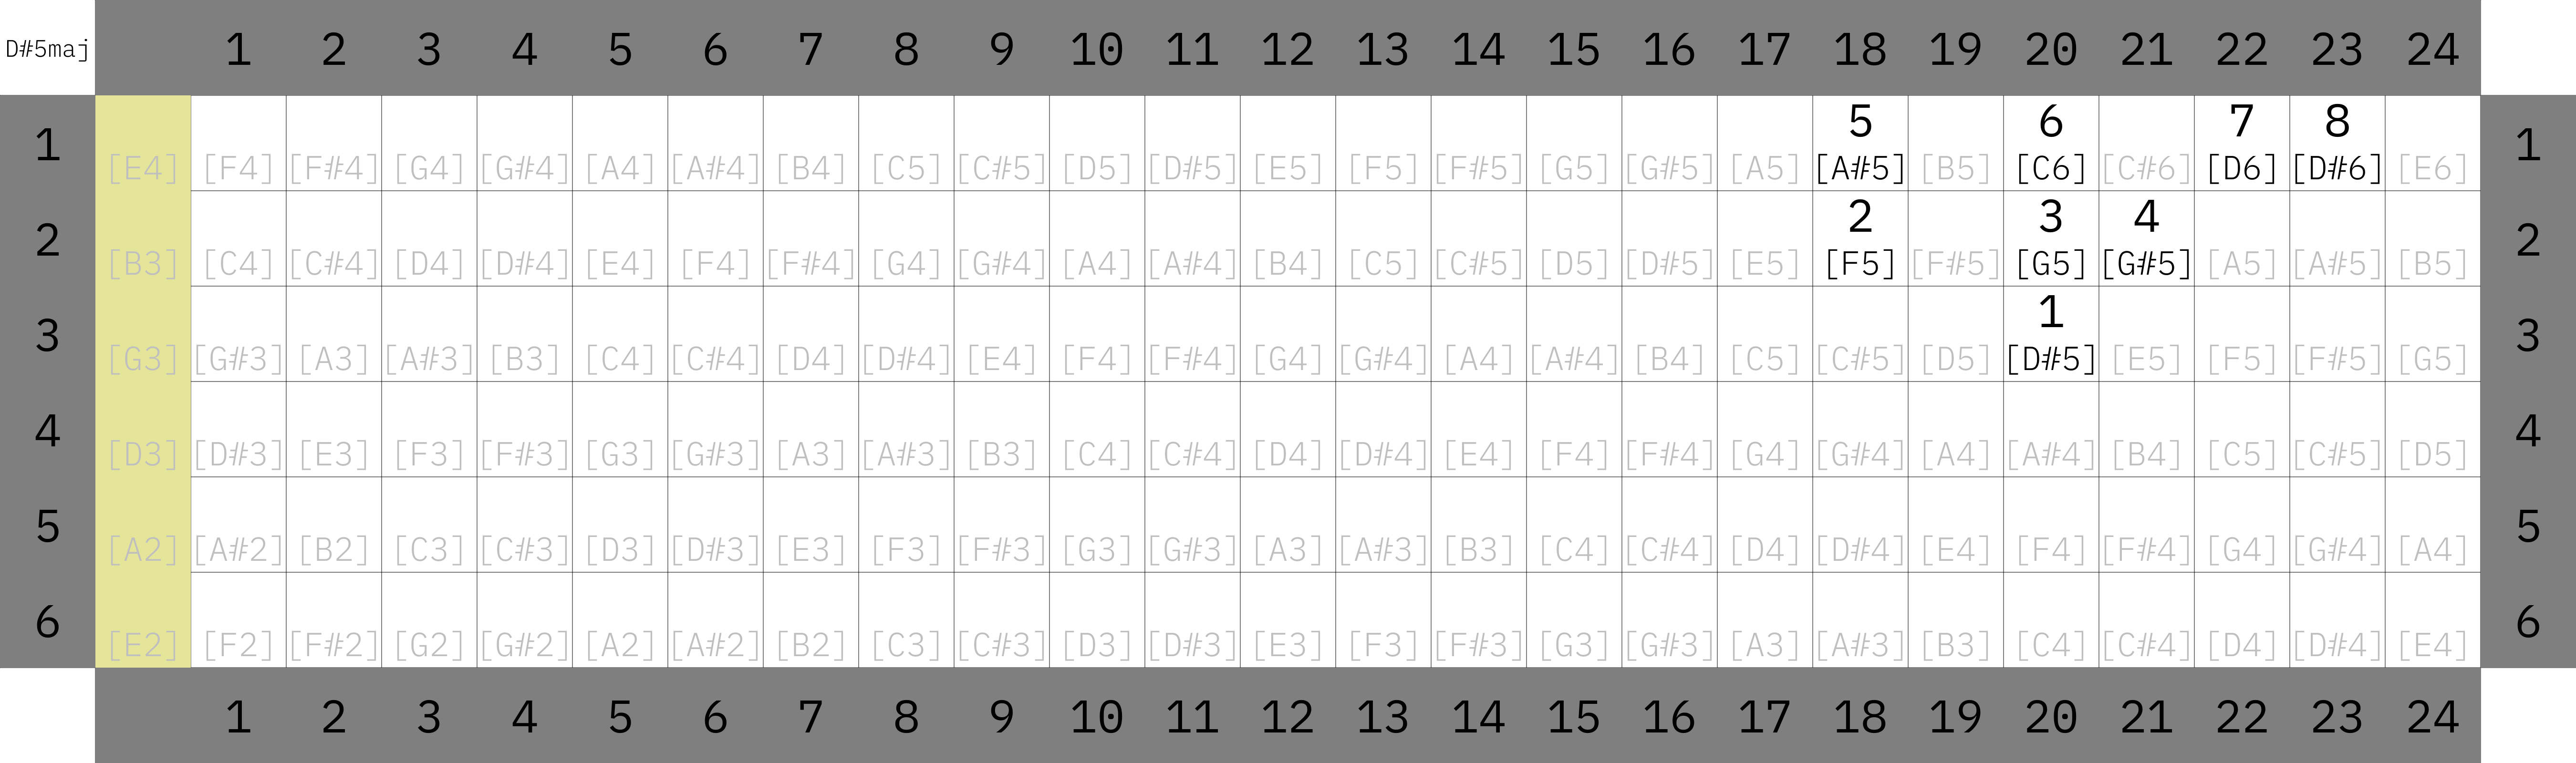 D#5maj 1 2 3 4 5 6 7 8 9 10 11 12 13 14 15 16 17 18 19 20 21 22 23 24
5 6 7 8
1 [E4] [F4] [F#4] [G4] [G#4] [A4] [A#4] [B4] [C5] [C#5] [D5] [D#5] [E5] [F5] [F#5] [G5] [G#5] [A5] [A#5] [B5] [C6] [C#6] [D6] [D#6] [E6] 1
2 3 4
2 [B3] [C4] [C#4] [D4] [D#4] [E4] [F4] [F#4] [G4] [G#4] [A4] [A#4] [B4] [C5] [C#5] [D5] [D#5] [E5] [F5] [F#5] [G5] [G#5] [A5] [A#5] [B5] 2
1
3 [G3] [G#3] [A3] [A#3] [B3] [C4] [C#4] [D4] [D#4] [E4] [F4] [F#4] [G4] [G#4] [A4] [A#4] [B4] [C5] [C#5] [D5] [D#5] [E5] [F5] [F#5] [G5] 3
4 [D3] [D#3] [E3] [F3] [F#3] [G3] [G#3] [A3] [A#3] [B3] [C4] [C#4] [D4] [D#4] [E4] [F4] [F#4] [G4] [G#4] [A4] [A#4] [B4] [C5] [C#5] [D5] 4
5 [A2] [A#2] [B2] [C3] [C#3] [D3] [D#3] [E3] [F3] [F#3] [G3] [G#3] [A3] [A#3] [B3] [C4] [C#4] [D4] [D#4] [E4] [F4] [F#4] [G4] [G#4] [A4] 5
6 [E2] [F2] [F#2] [G2] [G#2] [A2] [A#2] [B2] [C3] [C#3] [D3] [D#3] [E3] [F3] [F#3] [G3] [G#3] [A3] [A#3] [B3] [C4] [C#4] [D4] [D#4] [E4] 6
1 2 3 4 5 6 7 8 9 10 11 12 13 14 15 16 17 18 19 20 21 22 23 24